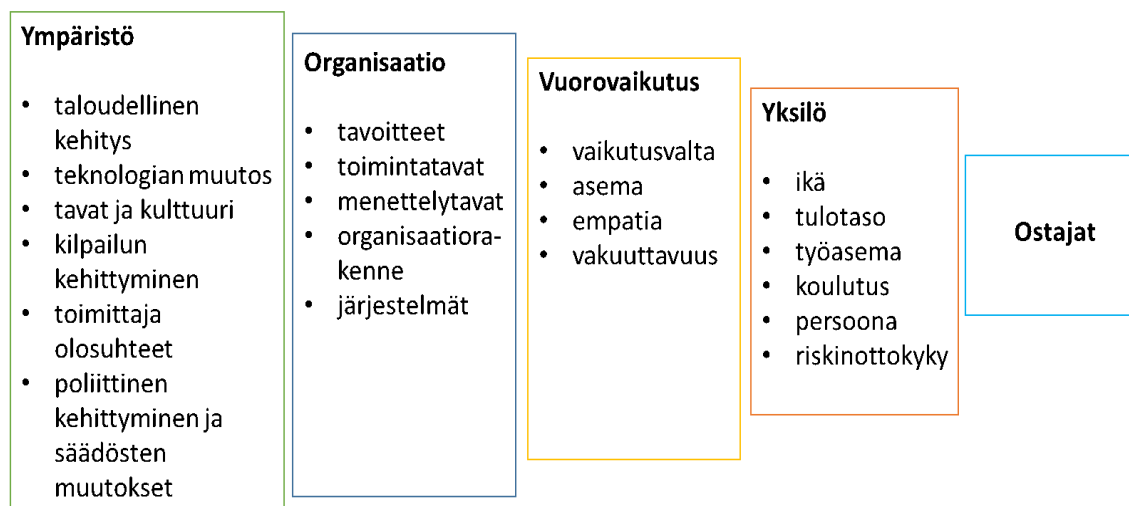 Ympäristö
• taloudellinen
kehitys
• teknologian muutos
• tavat ja kulttuuri
• kilpailun
kehittyminen
• toimittaja
olosuhteet
• poliittinen
kehittyminen ja
säädösten
muutokset
Organisaatio
• tavoitteet
• toimintatavat
• menettelytavat
• organisaatiora-
kenne
• järjestelmät
Vuorovaikutus
• vaikutusvalta
• asema
• empatia
• vakuuttavuus
Yksilö
• ikä
• tulotaso
• työasema
• koulutus
• persoona
• riskinottokyky
Ostajat